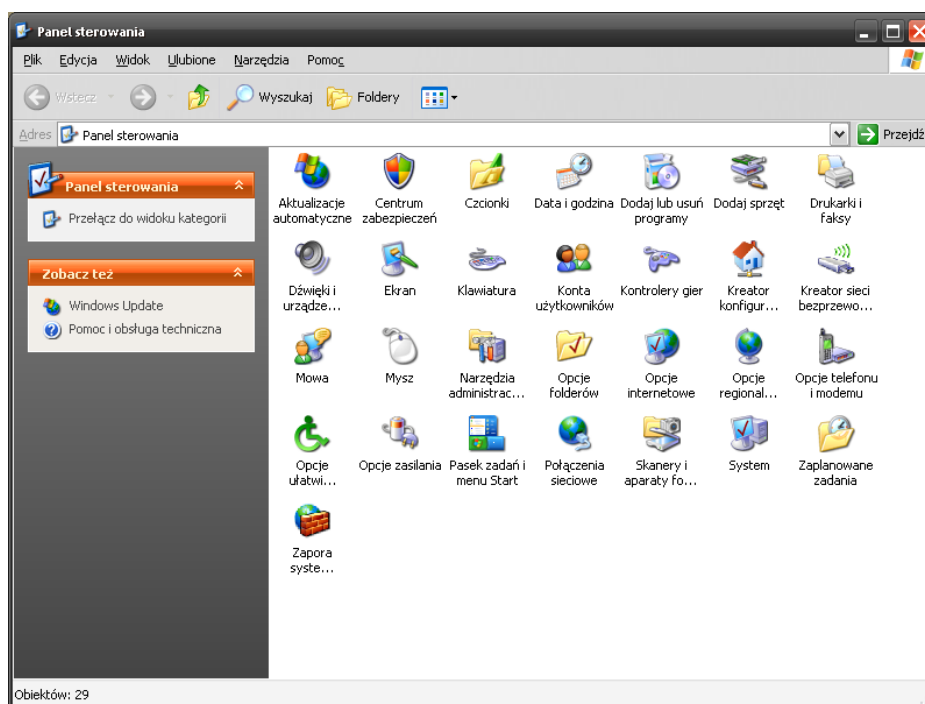 Panel sterowania
Plik Edycja Widok Ulubione Narzędzia Pomoc
Wstecz Wyszukaj Foldery
Adres Panel sterowania Przejdź
Panel sterowania
Przełącz do widoku kategorii
Zobacz też
Windows Update
Pomoc i obsługa techniczna
Aktualizacje automatyczne
Centrum zabezpieczeń
Czcionki
Data i godzina
Dodaj lub usuń programy
Dodaj sprzęt
Drukarki i faksy
Dźwięki i urządze...
Ekran
Klawiatura
Konta użytkowników
Kontrolery gier
Kreator konfigur...
Kreator sieci bezprzewo...
Mowa
Mysz
Narzędzia administrac...
Opcje folderów
Opcje internetowe
Opcje regional...
Opcje telefonu i modemu
Opcje ułatwi...
Opcje zasilania
Pasek zadań i menu Start
Połączenia sieciowe
Skanery i aparaty fo...
System
Zaplanowane zadania
Zapora syste...
Obiektów: 29